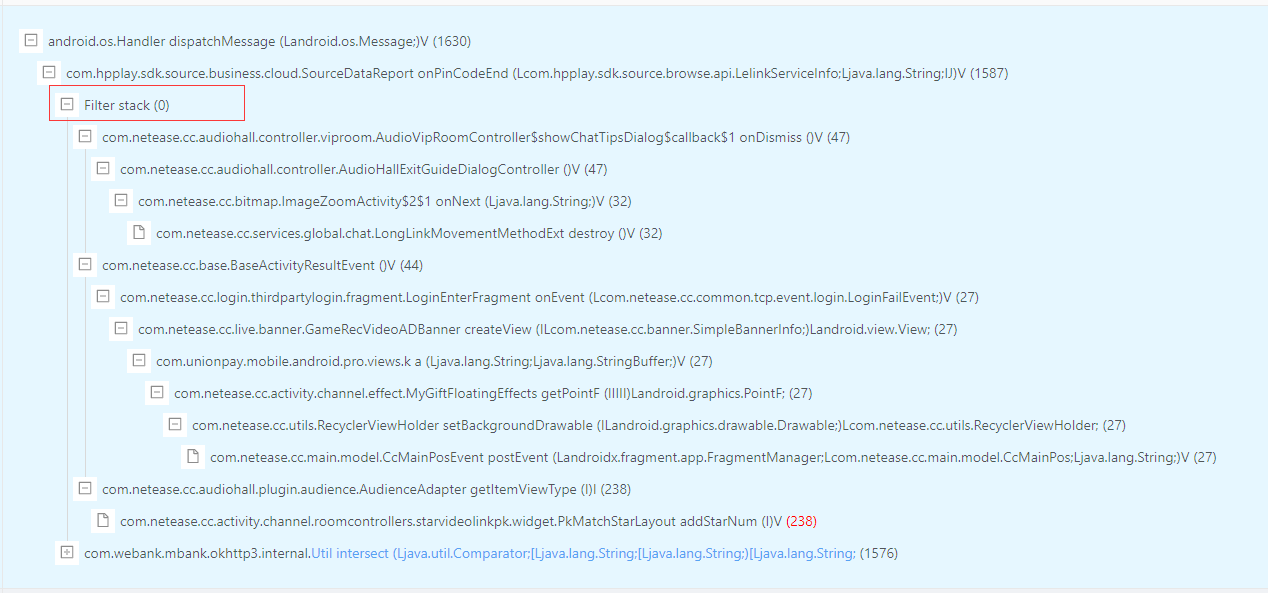 android.os.Handler dispatchMessage (Landroid.os.Message;)V (1630)
com.hpplay.sdk.source.business.cloud.SourceDataReport onPinCodeEnd (Lcom.hpplay.sdk.source.browse.api.LelinkServiceInfo;Ljava.lang.String;IJ)V (1587)
Filter stack (0)
com.netease.cc.audiohall.controller.viproom.AudioVipRoomController$showChatTipsDialog$callback$1 onDismiss ()V (47)
com.netease.cc.audiohall.controller.AudioHallExitGuideDialogController ()V (47)
com.netease.cc.bitmap.ImageZoomActivity$2$1 onNext (Ljava.lang.String;)V (32)
com.netease.cc.services.global.chat.LongLinkMovementMethodExt destroy ()V (32)
com.netease.cc.base.BaseActivityResultEvent ()V (44)
com.netease.cc.login.thirdpartylogin.fragment.LoginEnterFragment onEvent (Lcom.netease.cc.common.tcp.event.login.LoginFailEvent;)V (27)
com.netease.cc.live.banner.GameRecVideoADBanner createView (ILcom.netease.cc.banner.SimpleBannerInfo;)Landroid.view.View; (27)
com.unionpay.mobile.android.pro.views.k a (Ljava.lang.String;Ljava.lang.StringBuffer;)V (27)
com.netease.cc.activity.channel.effect.MyGiftFloatingEffects getPointF (IIIII)Landroid.graphics.PointF; (27)
com.netease.cc.utils.RecyclerViewHolder setBackgroundDrawable (ILandroid.graphics.drawable.Drawable;)Lcom.netease.cc.utils.RecyclerViewHolder; (27)
com.netease.cc.main.model.CcMainPosEvent postEvent (Landroidx.fragment.app.FragmentManager;Lcom.netease.cc.main.model.CcMainPos;Ljava.lang.String;)V (27)
com.netease.cc.audiohall.plugin.audience.AudienceAdapter getItemViewType (I)I (238)
com.netease.cc.activity.channel.roomcontrollers.starvideolinkpk.widget.PkMatchStarLayout addStarNum (I)V (238)
com.webank.mbank.okhttp3.internal.Util intersect (Ljava.util.Comparator;[Ljava.lang.String;[Ljava.lang.String;)[Ljava.lang.String; (1576)